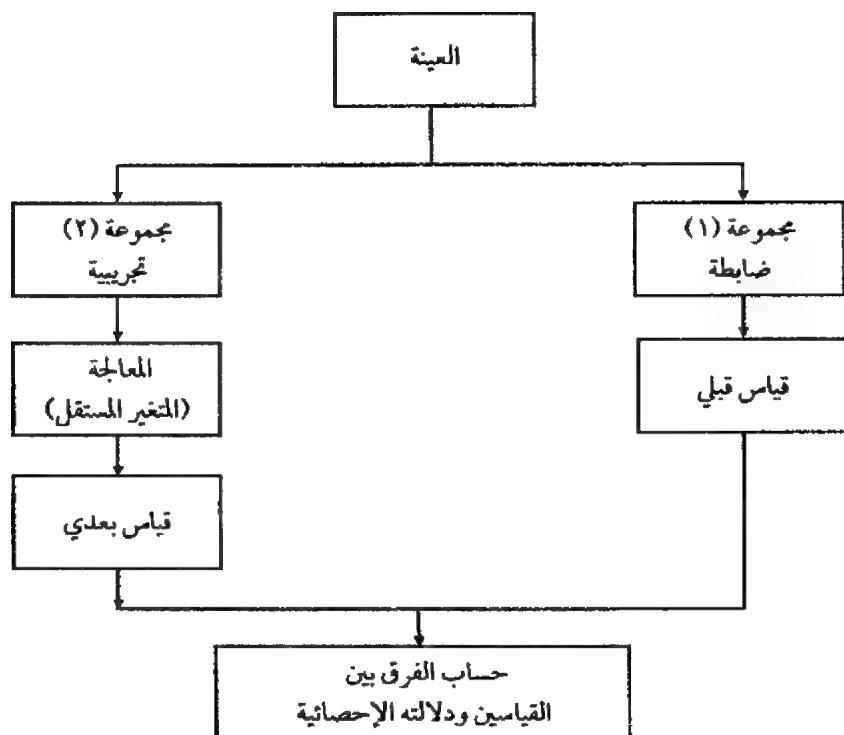 العينة
مجموعة (١)
ضابطة
مجموعة (٢)
تجريبية
قياس قبلي
المعالجة
(المتغير المستقل)
قياس بعدي
حساب الفرق بين
القياسين ودلالته الإحصائية